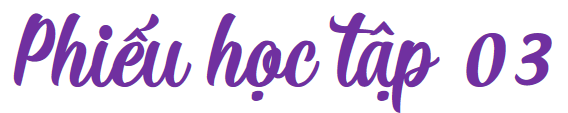 Phiếu học tập 03